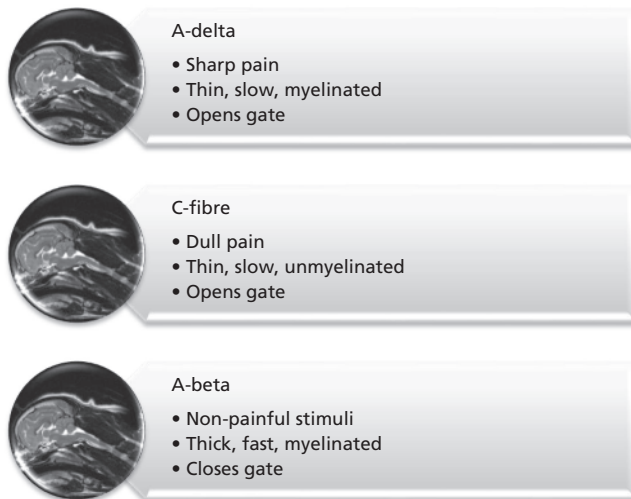 A-delta
• Sharp pain
• Thin, slow, myelinated
• Opens gate
C-fibre
• Dull pain
• Thin, slow, unmyelinated
• Opens gate
A-beta
• Non-painful stimuli
• Thick, fast, myelinated
• Closes gate